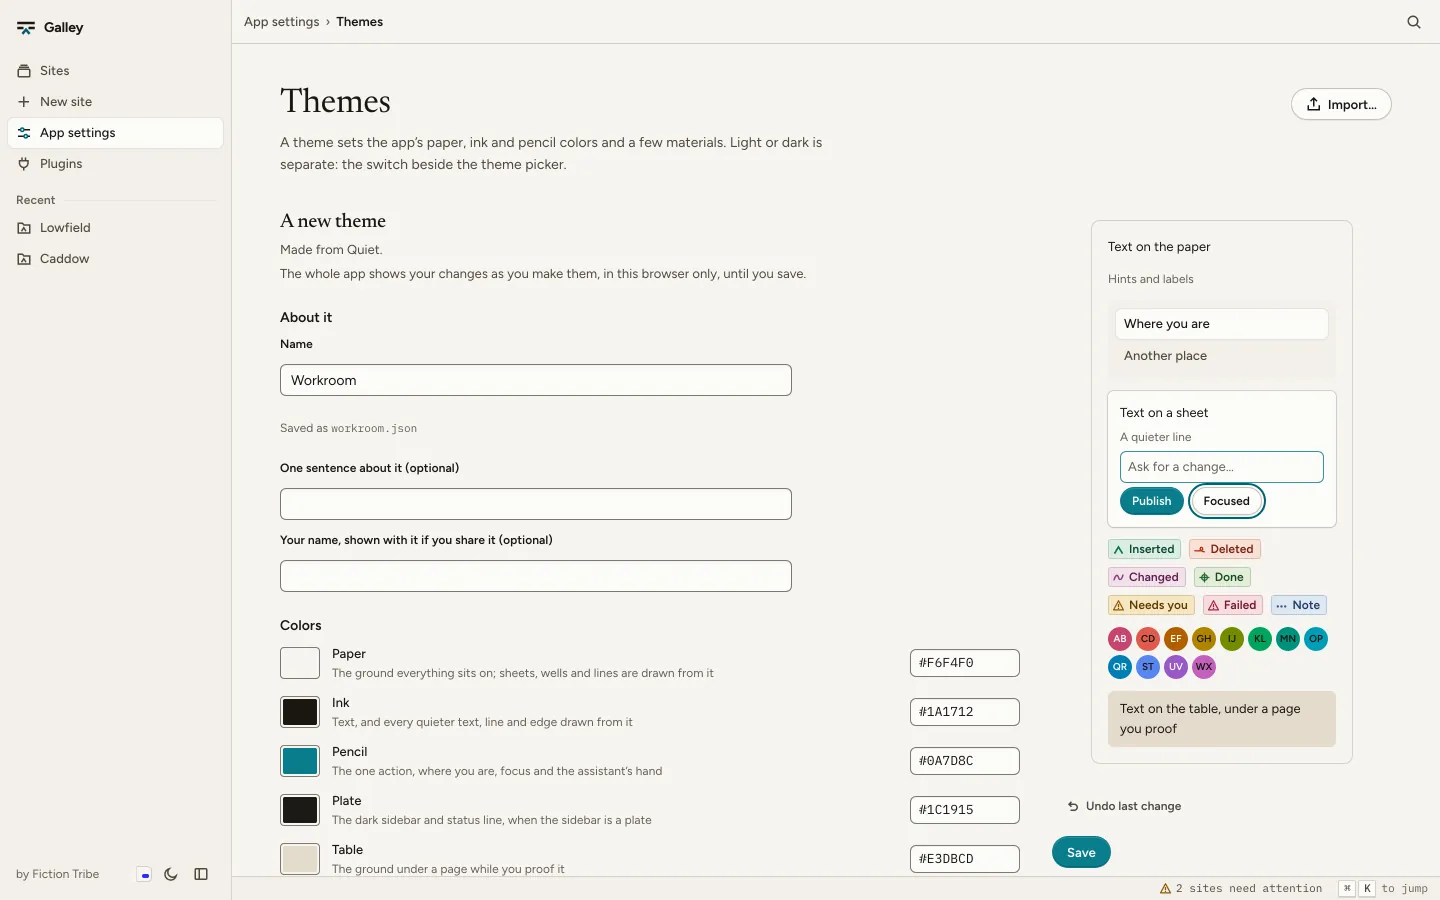 Galley
Sites
New site
App settings
Plugins
Recent
Lowfield
Caddow
by Fiction Tribe
App settings › Themes
Themes
Import...
A theme sets the app's paper, ink and pencil colors and a few materials. Light or dark is
separate: the switch beside the theme picker.
A new theme
Made from Quiet.
The whole app shows your changes as you make them, in this browser only, until you save.
About it
Name
Workroom
Saved as workroom.json
One sentence about it (optional)
Your name, shown with it if you share it (optional)
Colors
Paper
The ground everything sits on; sheets, wells and lines are drawn from it
#F6F4F0
Ink
Text, and every quieter text, line and edge drawn from it
#1A1712
Pencil
The one action, where you are, focus and the assistant's hand
#0A7D8C
Plate
The dark sidebar and status line, when the sidebar is a plate
#1C1915
Table
The ground under a page while you proof it
#E3DBCD
Text on the paper
Hints and labels
Where you are
Another place
Text on a sheet
A quieter line
Ask for a change...
Publish Focused
Inserted Deleted
Changed Done
Needs you Failed Note
AB CD EF GH IJ KL MN OP
QR ST UV WX
Text on the table, under a page
you proof
Undo last change
Save
2 sites need attention ⌘ K to jump